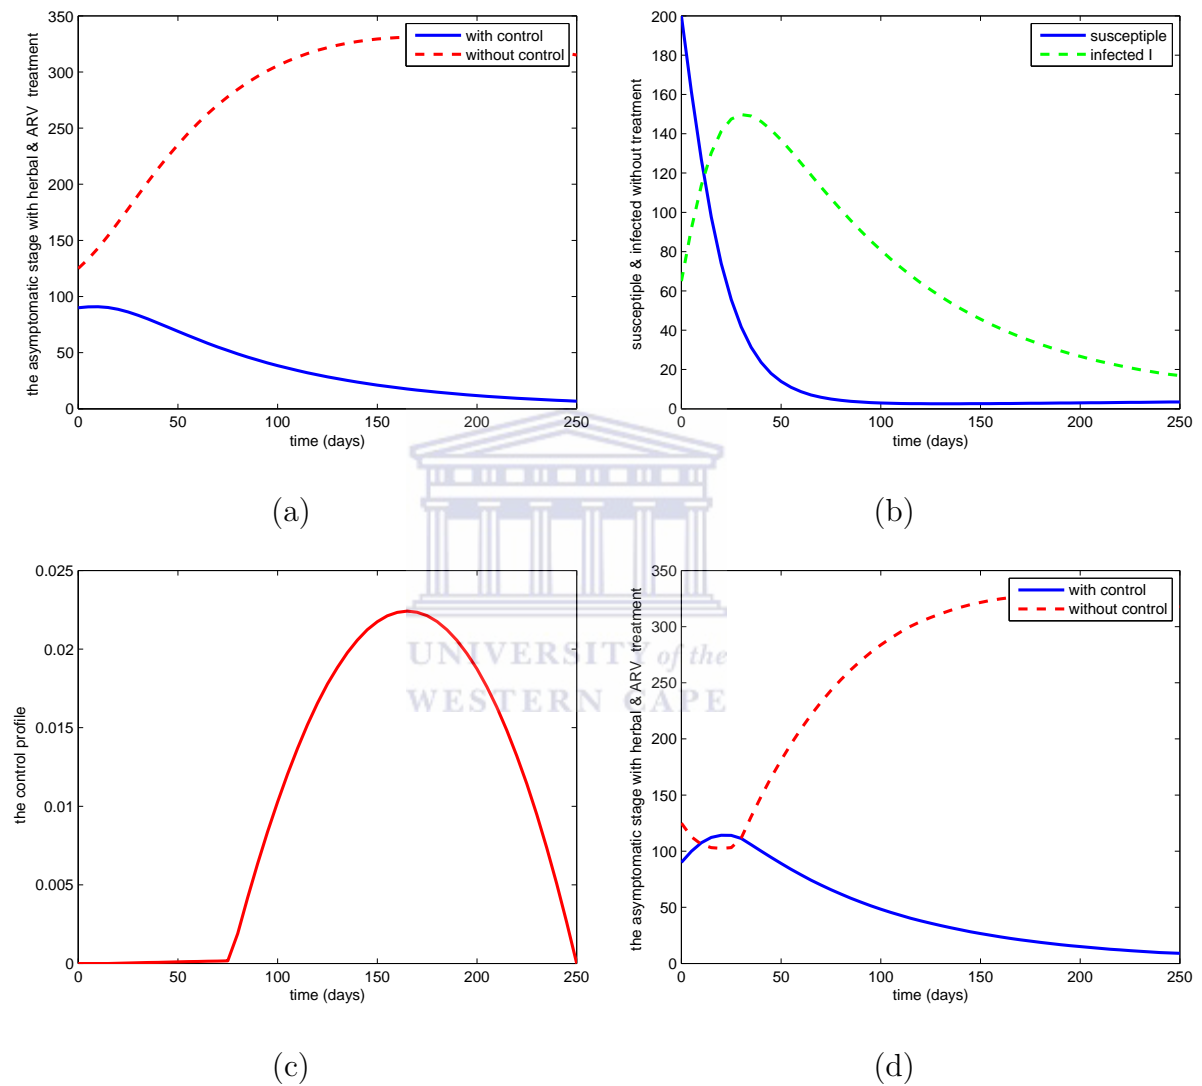 the asymptomatic stage with herbal & ARV  treatment
350
300
250
200
150
100
50
0
with control
without control
0 50 100 150 200 250
time (days)
(a)
susceptiple & infected without treatment
200
180
160
140
120
100
80
60
40
20
0
susceptiple
infected I
0 50 100 150 200 250
time (days)
(b)
UNIVERSITY of the
WESTERN CAPE
the control profile
0.025
0.02
0.015
0.01
0.005
0
0 50 100 150 200 250
time (days)
(c)
the asymptomatic stage with herbal & ARV  treatment
350
300
250
200
150
100
50
0
with control
without control
0 50 100 150 200 250
time (days)
(d)